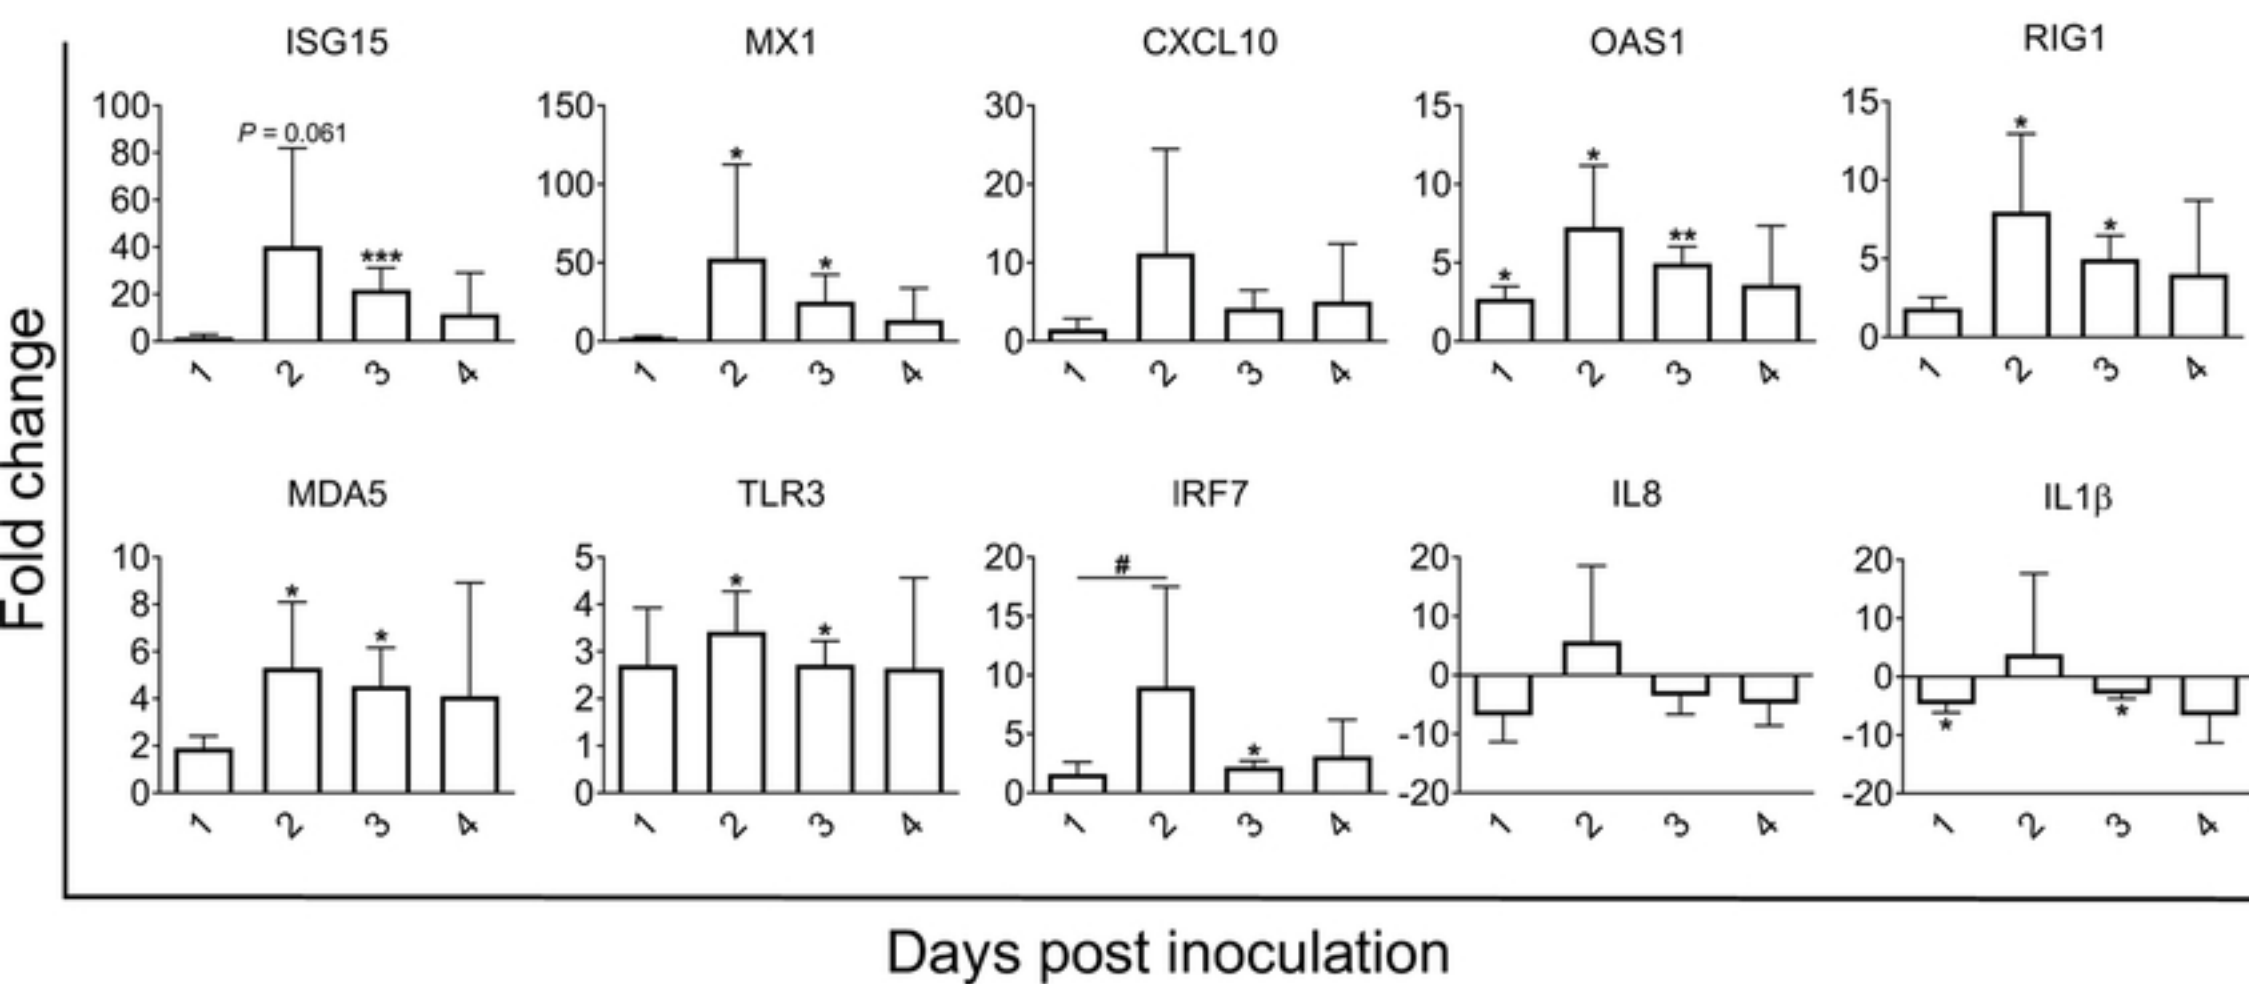 ISG15 MX1 CXCL10 OAS1 RIG1
100 80 60 40 20 0
P = 0.061
***
1 2 3 4
150 100 50 0
* *
1 2 3 4
30 20 10 0
1 2 3 4
15 10 5 0
* * **
1 2 3 4
15 10 5 0
* *
1 2 3 4
Fold change
MDA5 TLR3 IRF7 IL8 IL1β
10 8 6 4 2 0
* *
1 2 3 4
5 4 3 2 1 0
* *
1 2 3 4
20 15 10 5 0
# *
1 2 3 4
20 10 0 -10 -20
1 2 3 4
20 10 0 -10 -20
* *
1 2 3 4
Days post inoculation